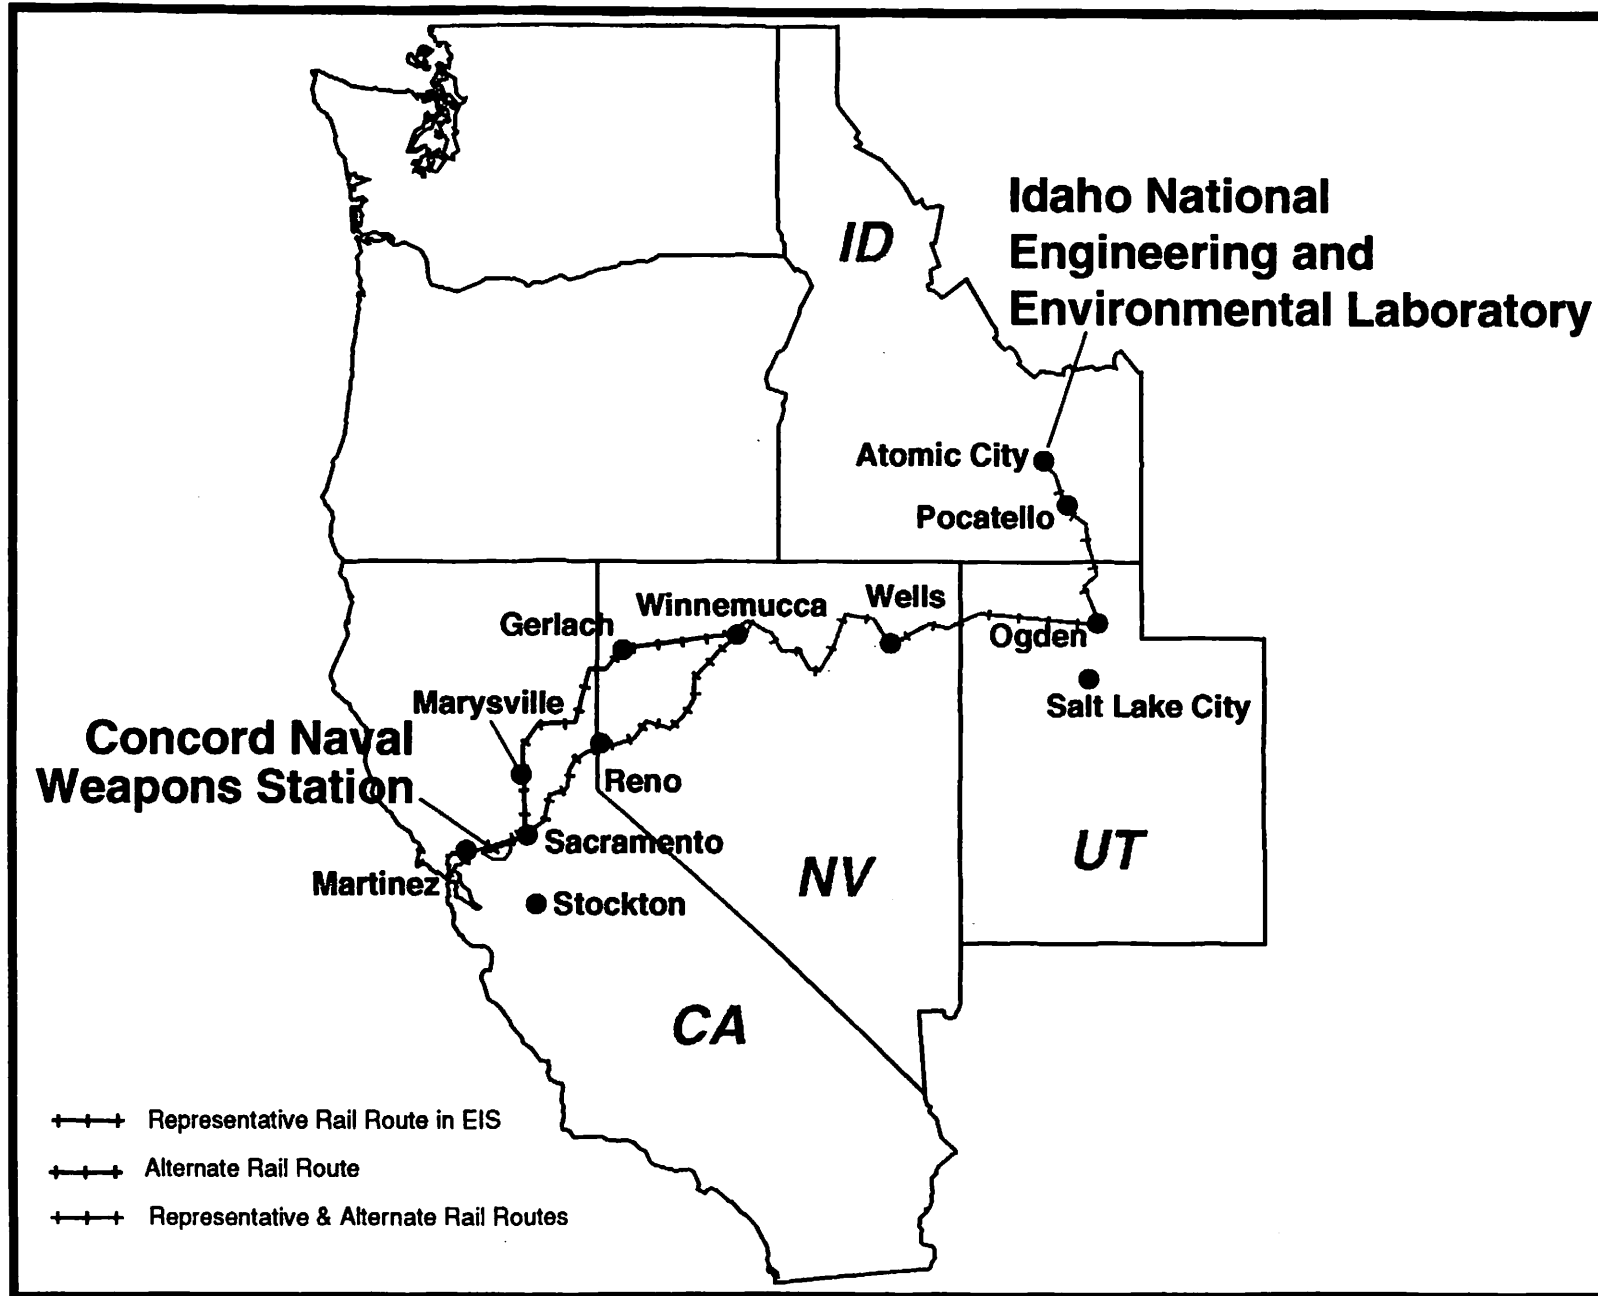 ID
Idaho National
Engineering and
Environmental Laboratory
Atomic City
Pocatello
Wells
Winnemucca
Gerlach
Ogden
Salt Lake City
Marysville
Concord Naval
Weapons Station
Reno
Sacramento
Martinez
Stockton
NV
UT
CA
Representative Rail Route in EIS
Alternate Rail Route
Representative & Alternate Rail Routes